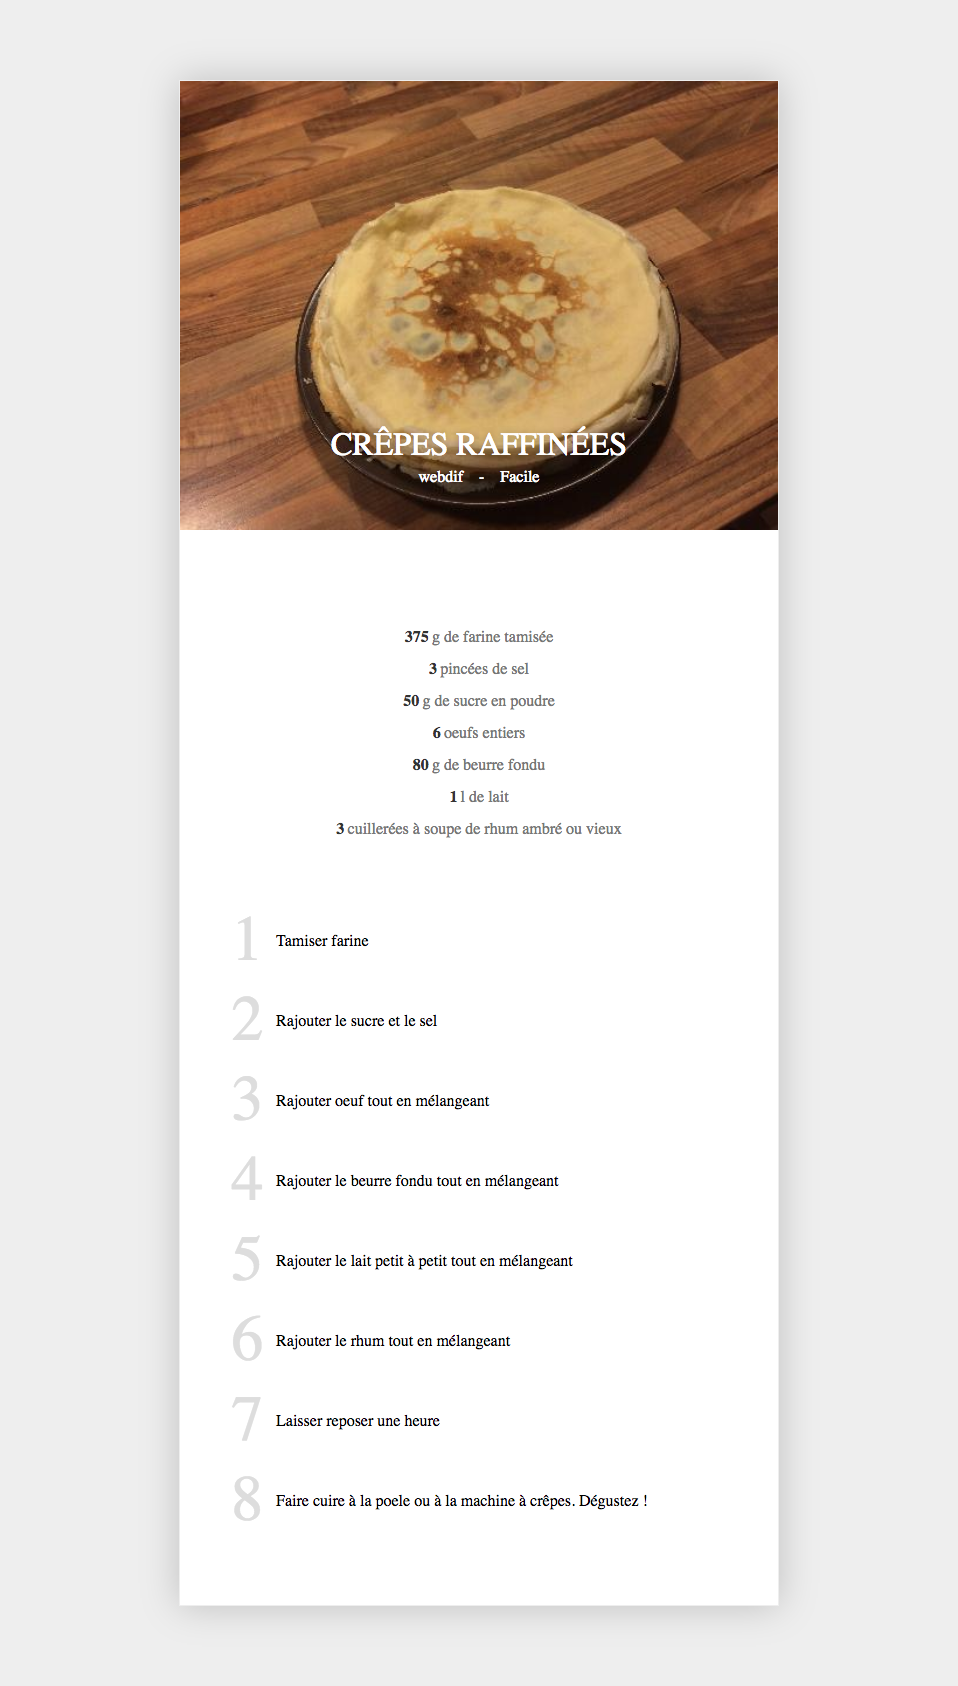 CRÊPES RAFFINÉES
webdif - Facile
375 g de farine tamisée
3 pincées de sel
50 g de sucre en poudre
6 oeufs entiers
80 g de beurre fondu
1 l de lait
3 cuillerées à soupe de rhum ambré ou vieux
1 Tamiser farine
2 Rajouter le sucre et le sel
3 Rajouter oeuf tout en mélangeant
4 Rajouter le beurre fondu tout en mélangeant
5 Rajouter le lait petit à petit tout en mélangeant
6 Rajouter le rhum tout en mélangeant
7 Laisser reposer une heure
8 Faire cuire à la poele ou à la machine à crêpes. Dégustez !